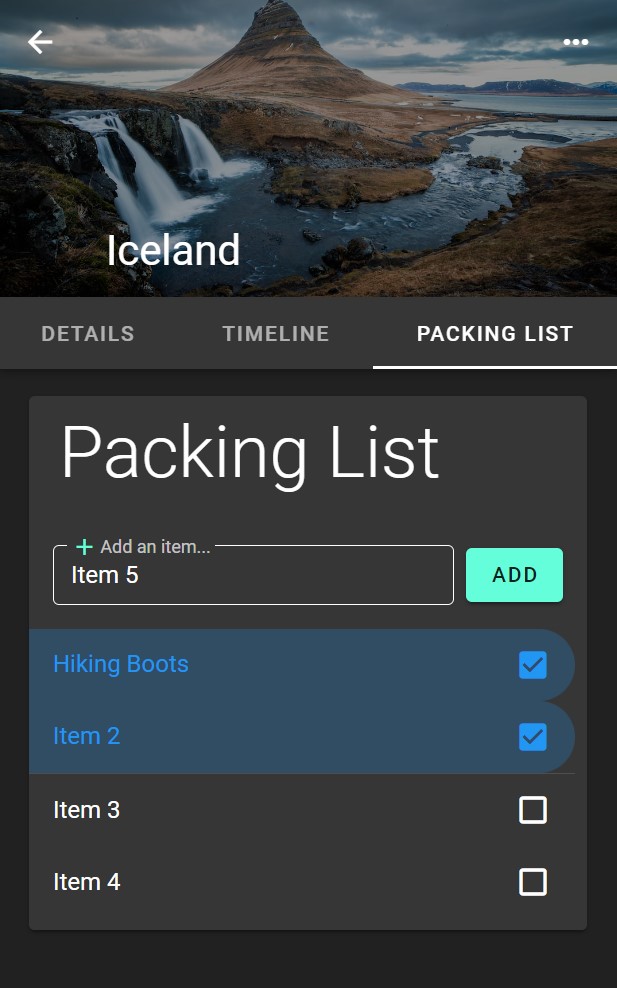 Iceland
DETAILS TIMELINE PACKING LIST
Packing List
Add an item...
Item 5
ADD
Hiking Boots
Item 2
Item 3
Item 4